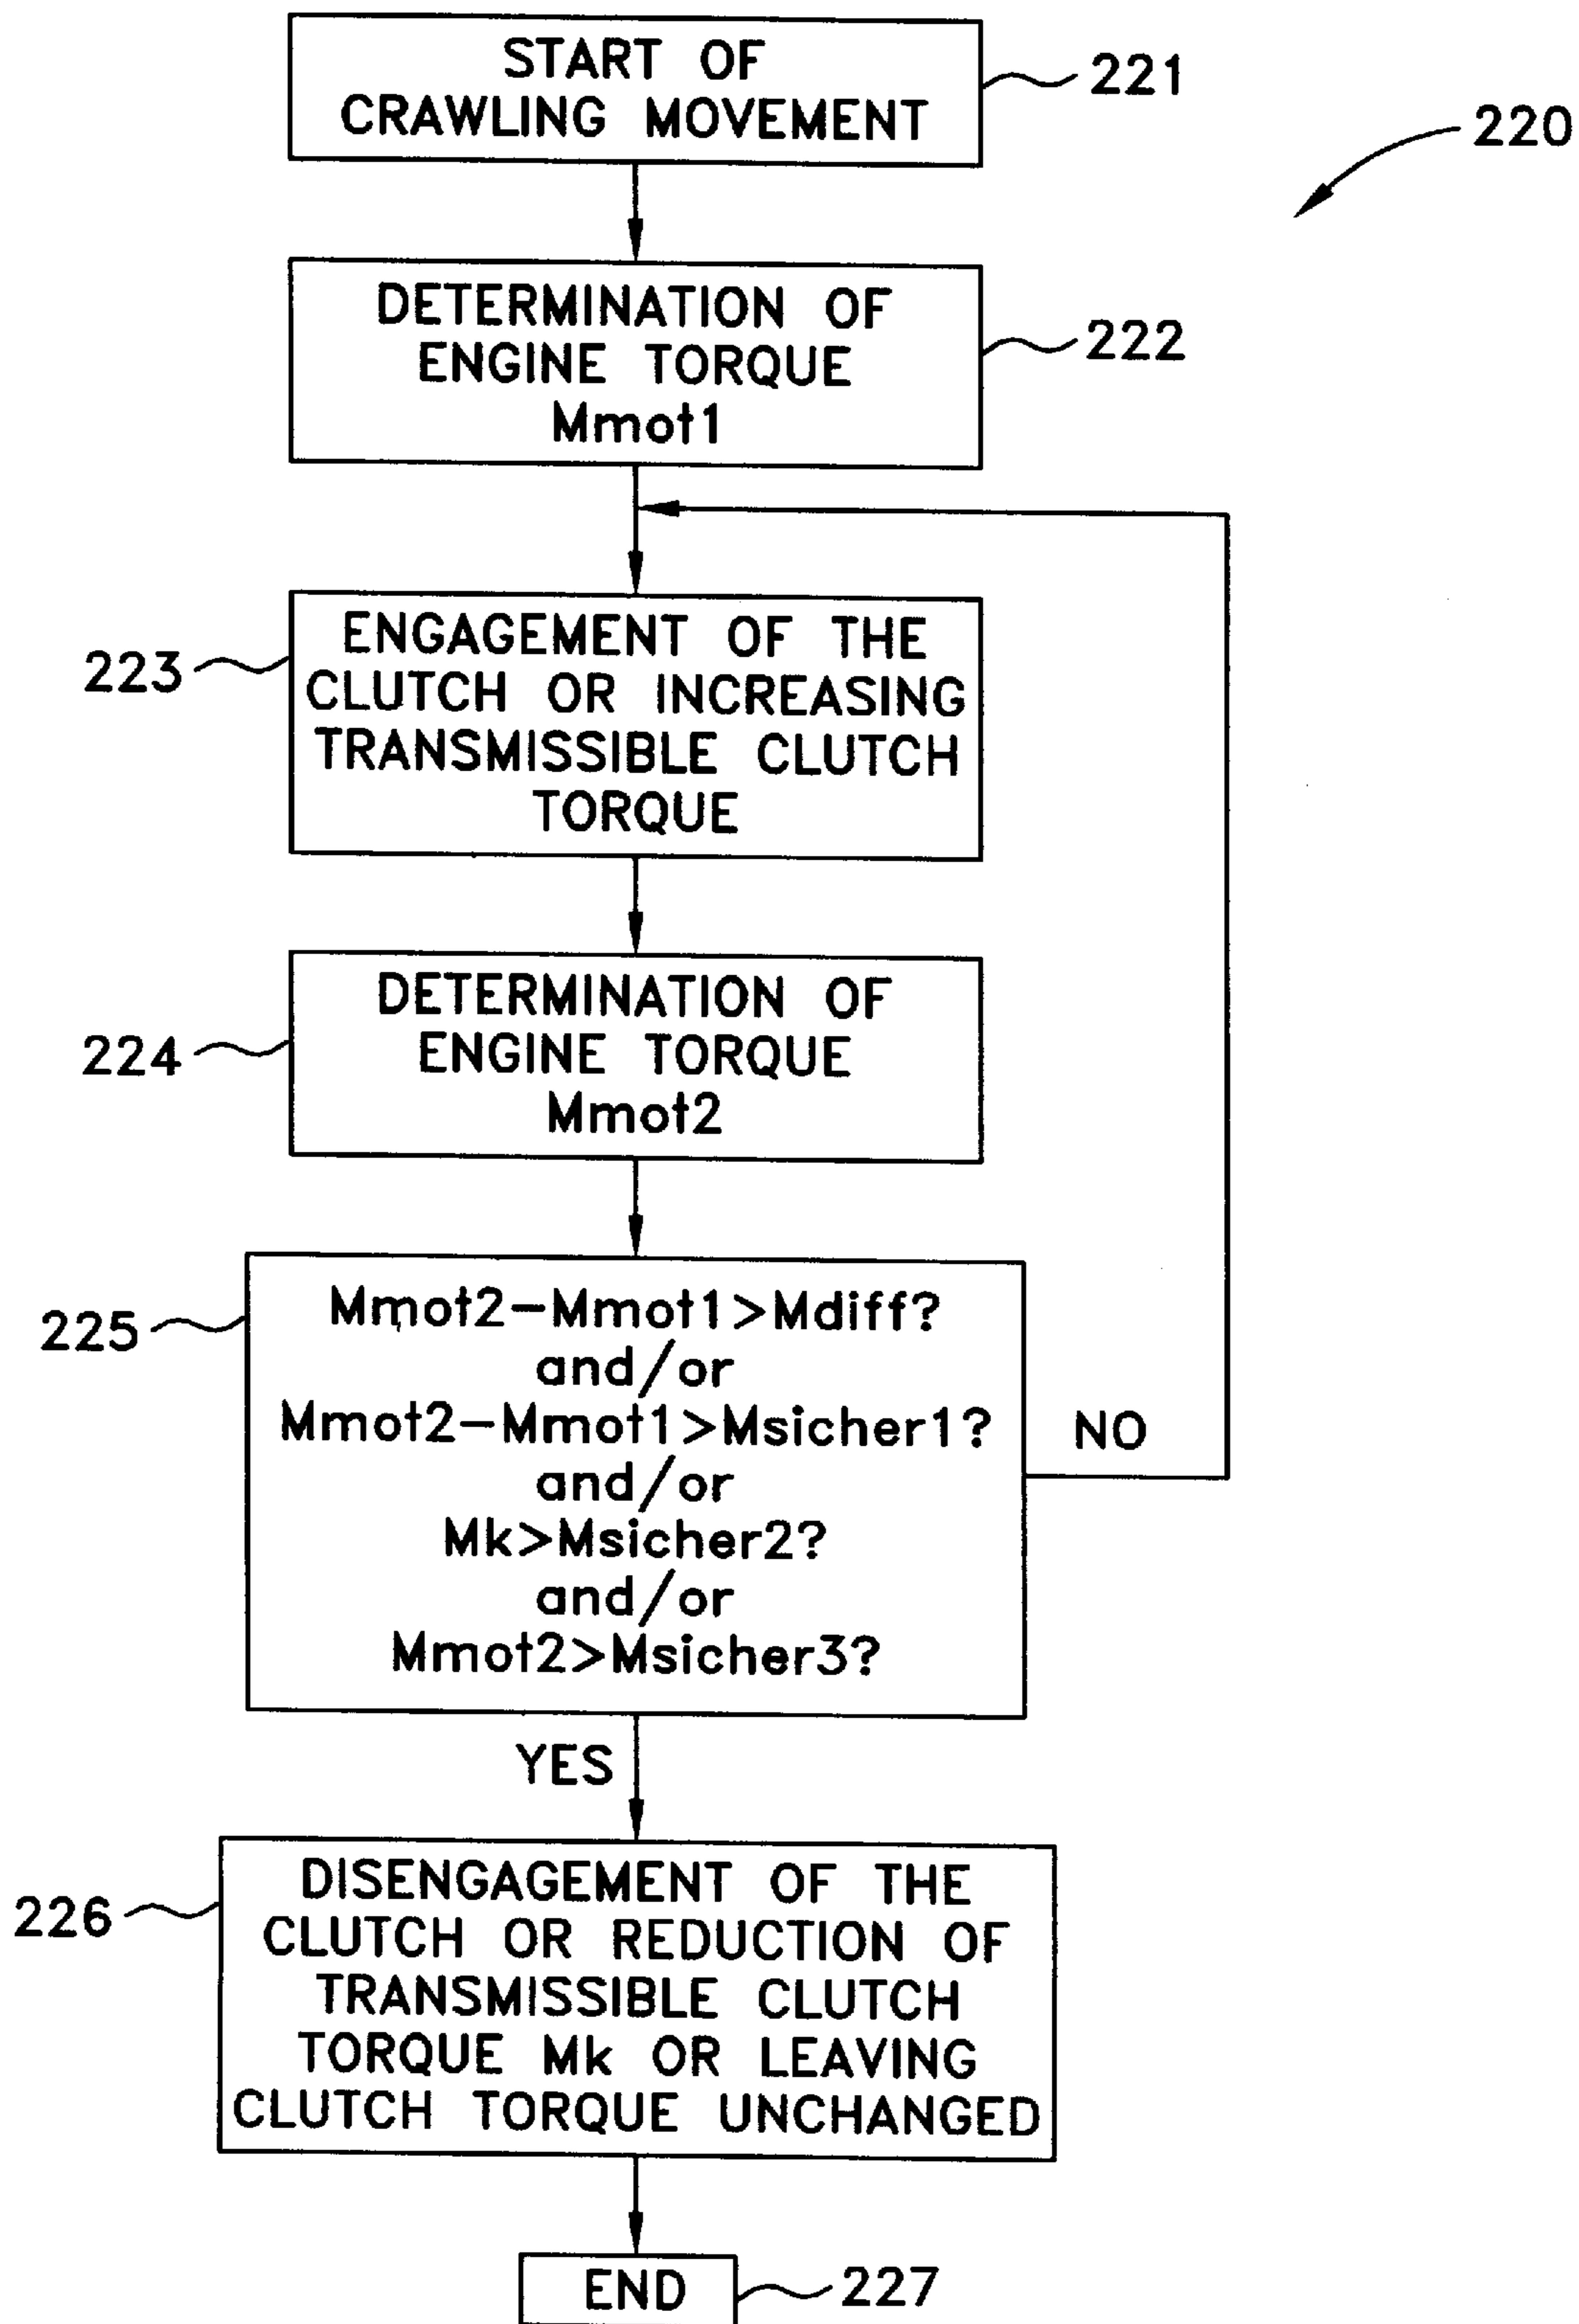 START OF
CRAWLING MOVEMENT
221
220
DETERMINATION OF
ENGINE TORQUE
Mmot1
222
ENGAGEMENT OF THE
CLUTCH OR INCREASING
TRANSMISSIBLE CLUTCH
TORQUE
223
DETERMINATION OF
ENGINE TORQUE
Mmot2
224
Mmot2-Mmot1>Mdiff?
and/or
Mmot2-Mmot1>Msicher1?
and/or
Mk>Msicher2?
and/or
Mmot2>Msicher3?
225
NO
YES
DISENGAGEMENT OF THE
CLUTCH OR REDUCTION OF
TRANSMISSIBLE CLUTCH
TORQUE Mk OR LEAVING
CLUTCH TORQUE UNCHANGED
226
END
227